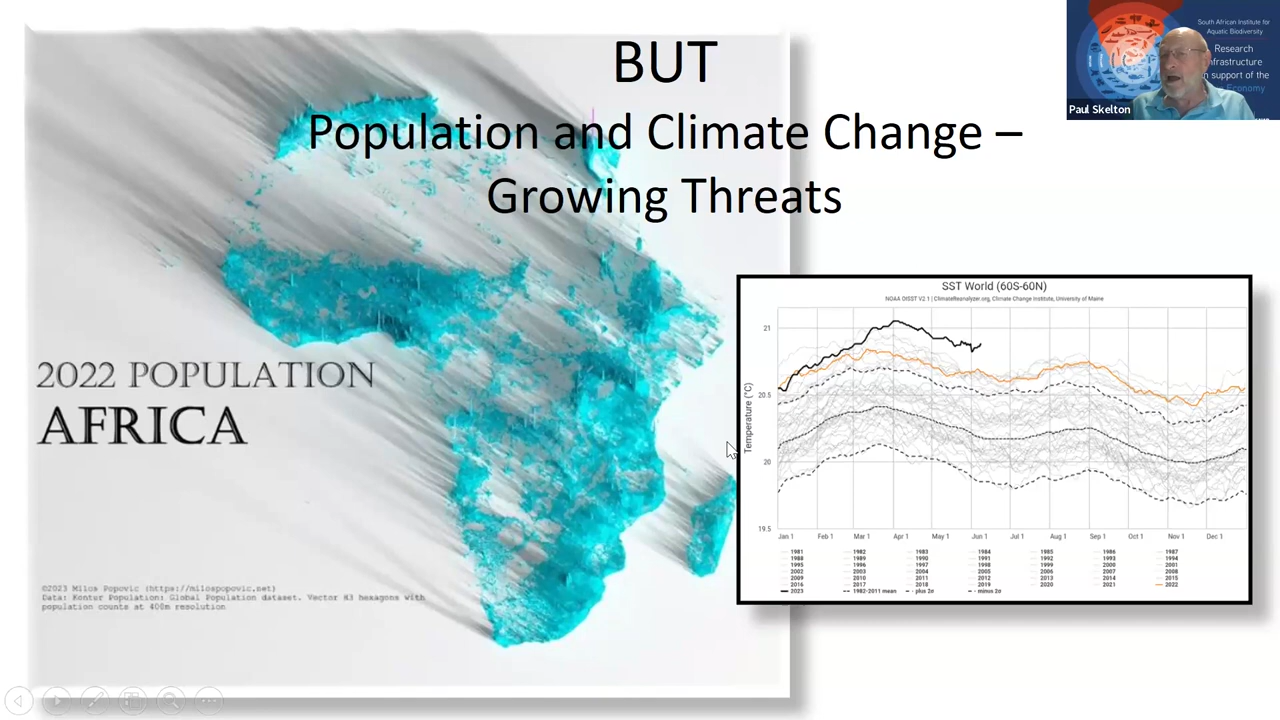 BUT
Population and Climate Change –
Growing Threats
South African Institute for
Aquatic Biodiversity
Research
infrastructure
in support of the
Economy
Paul Skelton
2022 POPULATION
AFRICA
©2023 Milos Popovic (https://milospopovic.net)
Data: Kontur Population: Global Population dataset. Vector H3 hexagons with
population counts at 400m resolution
SST World (60S-60N)
NOAA OISST V2.1 | ClimateReanalyzer.org, Climate Change Institute, University of Maine
Temperature (°C)
21
20.5
20
19.5
Jan 1 Feb 1 Mar 1 Apr 1 May 1 Jun 1 Jul 1 Aug 1 Sep 1 Oct 1 Nov 1 Dec 1
1981 1982 1983 1984 1985 1986 1987
1988 1989 1990 1991 1992 1993 1994
1995 1996 1997 1998 1999 2000 2001
2002 2003 2004 2005 2006 2007 2008
2009 2010 2011 2012 2013 2014 2015
2016 2017 2018 2019 2020 2021 2022
2023 1982-2011 mean plus 2σ minus 2σ